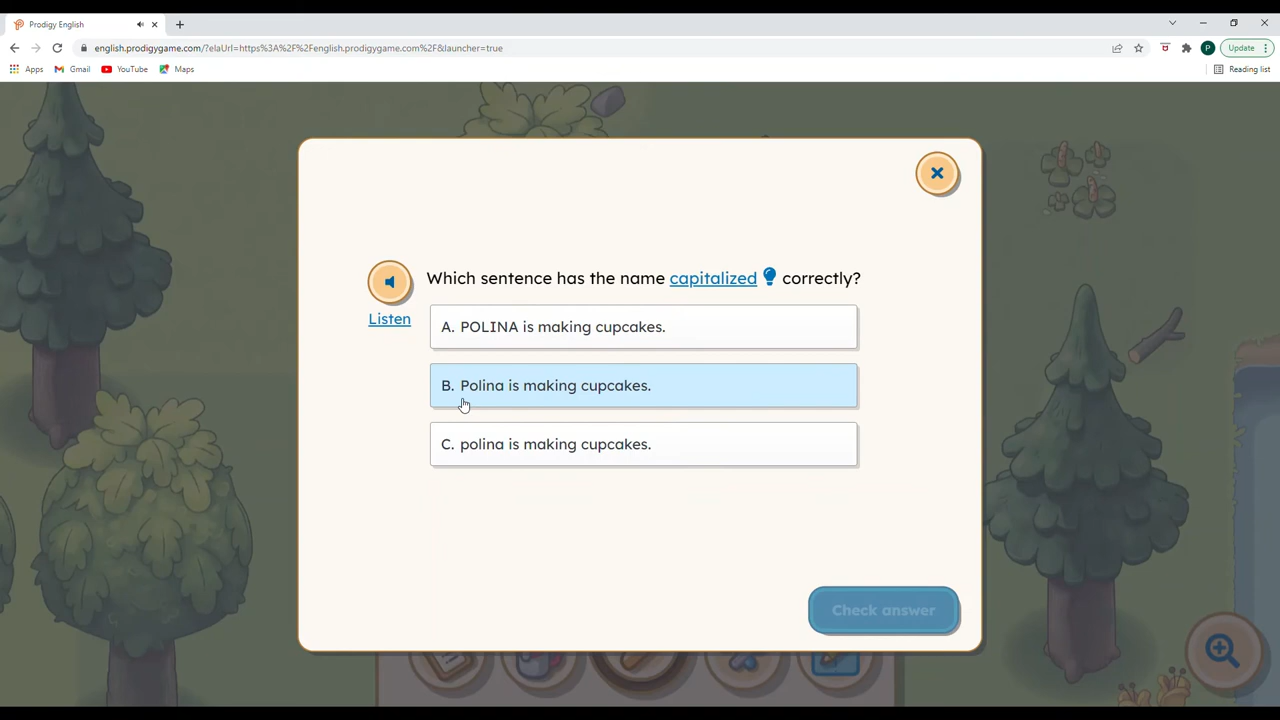 Prodigy English
english.prodigygame.com/?elaUrl=https%3A%2F%2Fenglish.prodigygame.com%2F&launcher=true
P
Update
Apps
Gmail
YouTube
Maps
Reading list
Which sentence has the name capitalized correctly?
Listen
A. POLINA is making cupcakes.
B. Polina is making cupcakes.
C. polina is making cupcakes.
Check answer